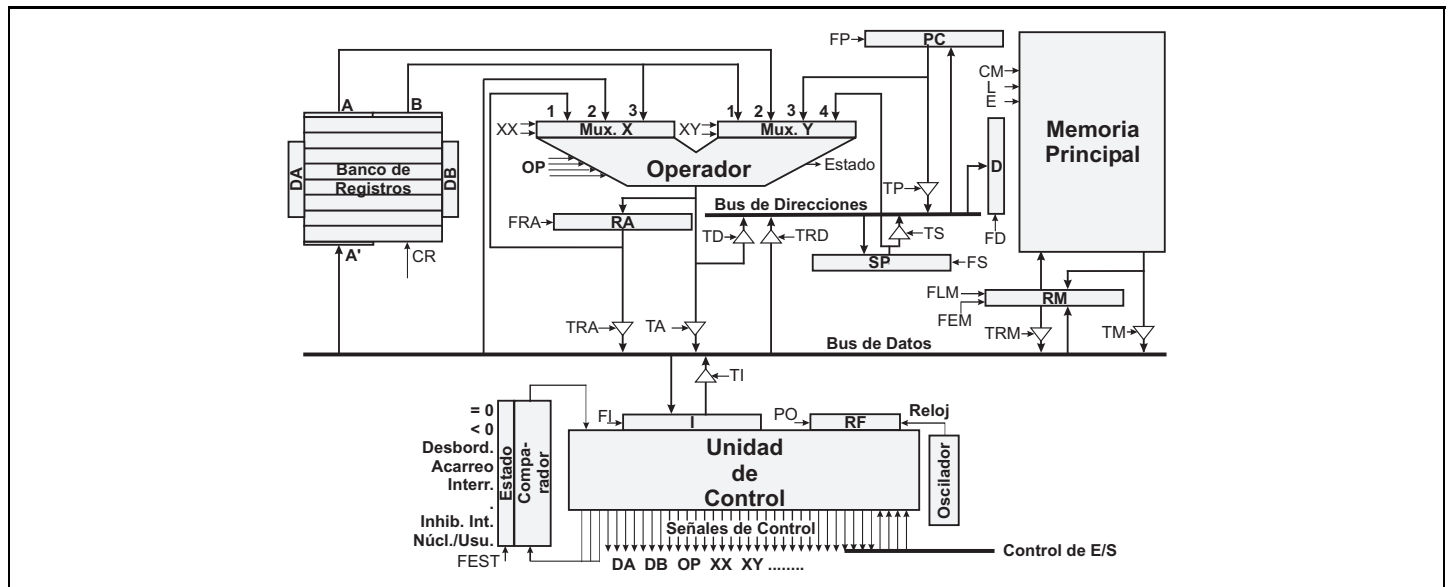 FP
PC
CM
L
E
Memoria
Principal
A
B
1 2 3
1 2 3 4
XX
Mux. X
XY
Mux. Y
OP
Operador
Estado
DA
Banco de
Registros
DB
D
TP
Bus de Direcciones
FRA
RA
TD
TRD
TS
FD
A'
CR
SP
FS
FLM
RM
FEM
TRA
TA
TRM
TM
Bus de Datos
TI
= 0
< 0
Desbord.
Acarreo
Interr.
.
Inhib. Int.
Núcl./Usu.
FEST
Estado
Compa-
rador
FI
I
PO
RF
Reloj
Unidad
de
Control
Oscilador
Señales de Control
DA DB OP XX XY ........
Control de E/S